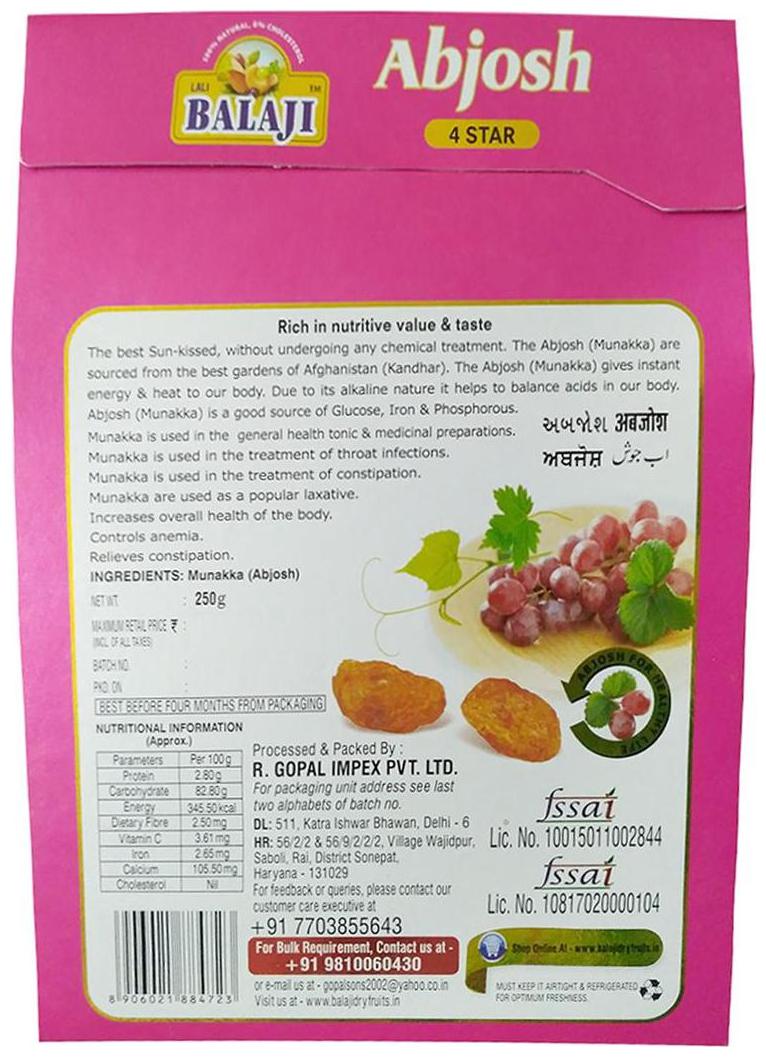 100% NATURAL, 0% CHOLESTEROL
LALI
TM
BALAJI
Abjosh
4 STAR
Rich in nutritive value & taste
The best Sun-kissed, without undergoing any chemical treatment. The Abjosh (Munakka) are
sourced from the best gardens of Afghanistan (Kandhar). The Abjosh (Munakka) gives instant
energy & heat to our body. Due to its alkaline nature it helps to balance acids in our body.
Abjosh (Munakka) is a good source of Glucose, Iron & Phosphorous.
Munakka is used in the general health tonic & medicinal preparations.
Munakka is used in the treatment of throat infections.
Munakka is used in the treatment of constipation.
Munakka are used as a popular laxative.
Increases overall health of the body.
Controls anemia.
Relieves constipation.
અબજોશ अबजोश
ਅਬਜੋਸ਼ اب جوش
INGREDIENTS: Munakka (Abjosh)
NET WT. : 250g
MAXIMUM RETAIL PRICE ₹ :
(INCL. OF ALL TAXES)
BATCH NO. :
PKD. ON :
BEST BEFORE FOUR MONTHS FROM PACKAGING
ABJOSH FOR HEALTHY LIFE
NUTRITIONAL INFORMATION
(Approx.)
Parameters Per 100g
Protein 2.80g
Carbohydrate 82.80g
Energy 345.50kcal
Dietary Fibre 2.50mg
Vitamin C 3.61mg
Iron 2.65mg
Calcium 105.50mg
Cholesterol Nil
Processed & Packed By :
R. GOPAL IMPEX PVT. LTD.
For packaging unit address see last
two alphabets of batch no.
DL: 511, Katra Ishwar Bhawan, Delhi - 6
HR: 56/2/2 & 56/9/2/2/2, Village Wajidpur,
Saboli, Rai, District Sonepat,
Haryana - 131029
For feedback or queries, please contact our
customer care executive at
+91 7703855643
For Bulk Requirement, Contact us at -
+91 9810060430
or e-mail us at - gopalsons2002@yahoo.co.in
Visit us at - www.balajidryfruits.in
fssai
Lic. No. 10015011002844
fssai
Lic. No. 10817020000104
Shop Online At - www.balajidryfruits.in
MUST KEEP IT AIRTIGHT & REFRIGERATED
FOR OPTIMUM FRESHNESS.
8 906021 884723